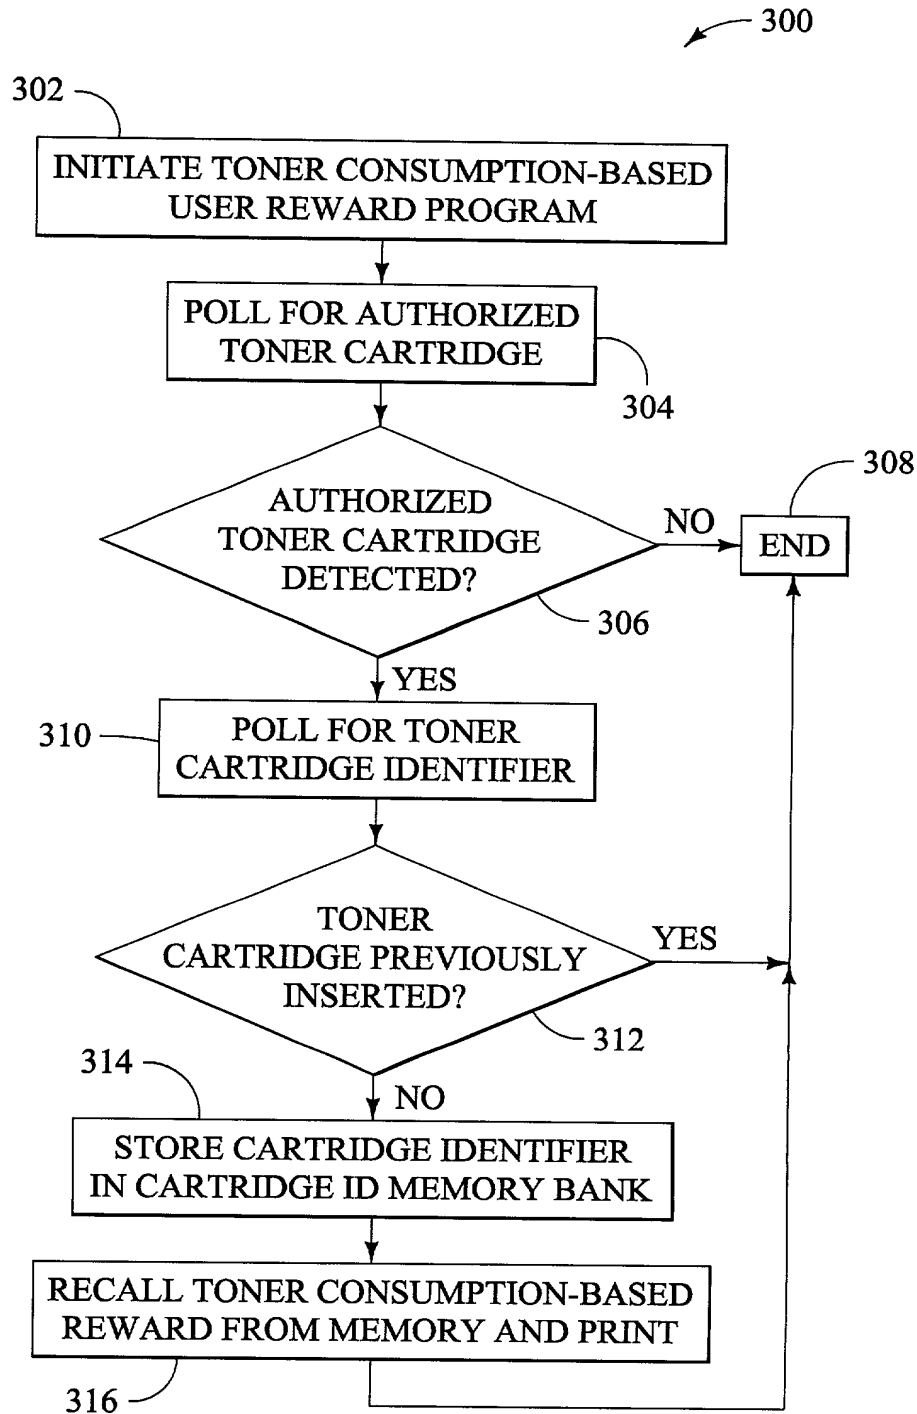 300
302
INITIATE TONER CONSUMPTION-BASED
USER REWARD PROGRAM
POLL FOR AUTHORIZED
TONER CARTRIDGE
304
AUTHORIZED
TONER CARTRIDGE
DETECTED?
306
NO
308
END
YES
310
POLL FOR TONER
CARTRIDGE IDENTIFIER
TONER
CARTRIDGE PREVIOUSLY
INSERTED?
312
YES
NO
314
STORE CARTRIDGE IDENTIFIER
IN CARTRIDGE ID MEMORY BANK
RECALL TONER CONSUMPTION-BASED
REWARD FROM MEMORY AND PRINT
316